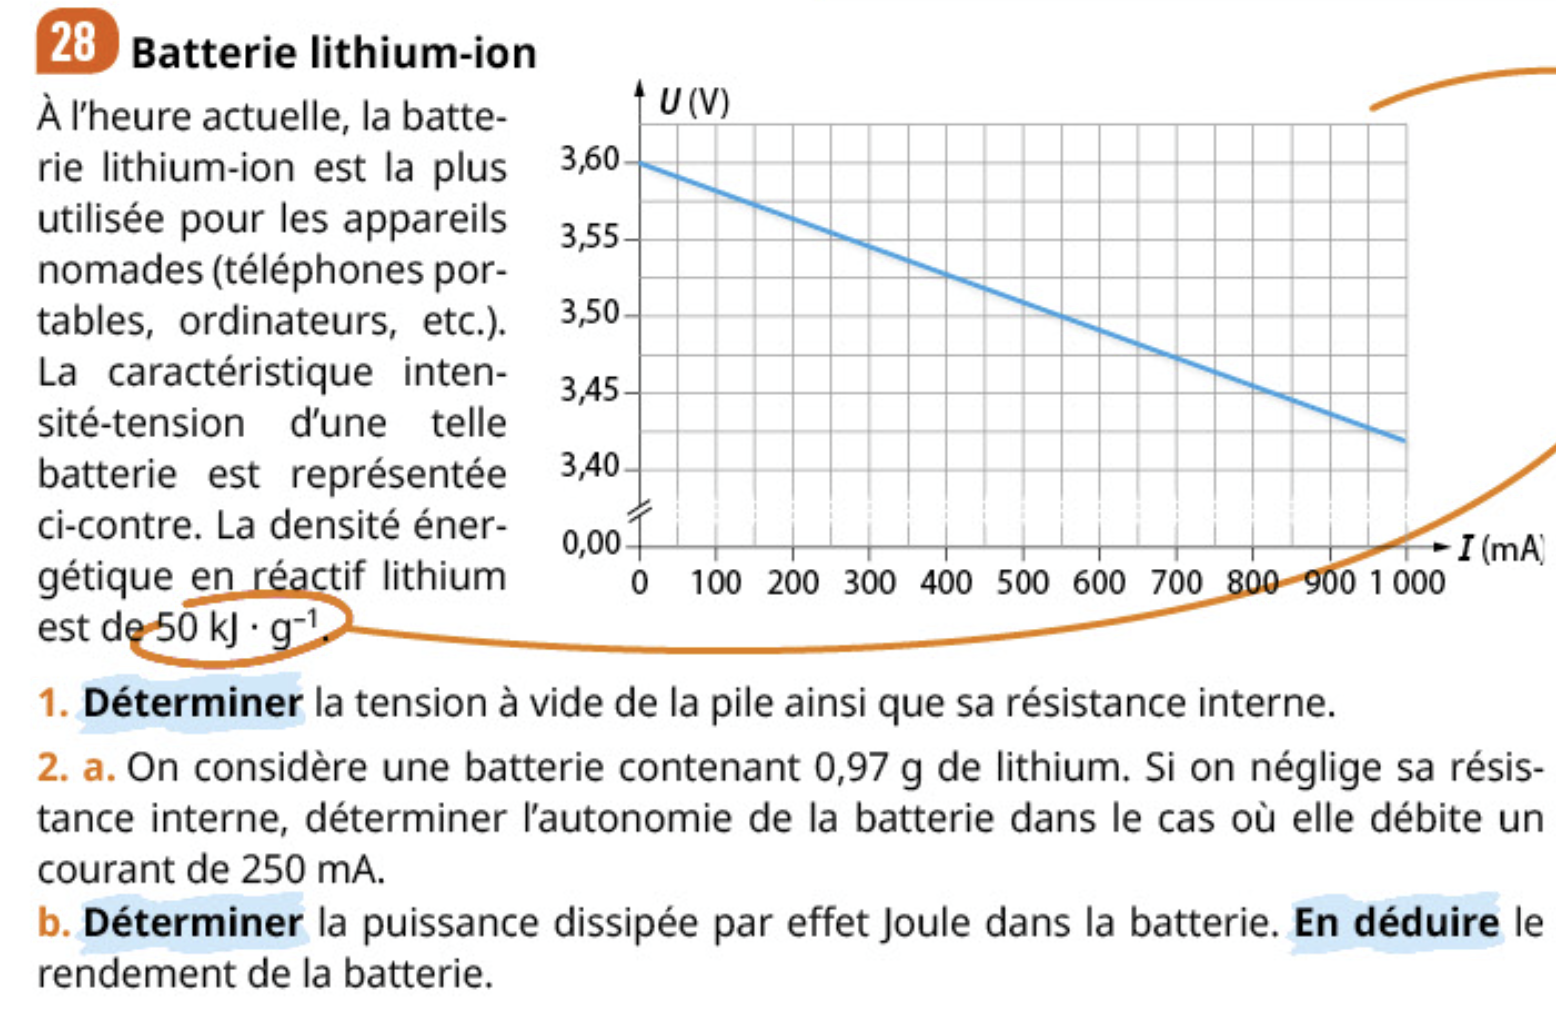 28 Batterie lithium-ion
À l'heure actuelle, la batte-
rie lithium-ion est la plus
utilisée pour les appareils
nomades (téléphones por-
tables, ordinateurs, etc.).
La caractéristique inten-
sité-tension d'une telle
batterie est représentée
ci-contre. La densité éner-
gétique en réactif lithium
est de 50 kJ · g⁻¹.
U (V)
3,60
3,55
3,50
3,45
3,40
0,00
0 100 200 300 400 500 600 700 800 900 1 000
I (mA)
1. Déterminer la tension à vide de la pile ainsi que sa résistance interne.
2. a. On considère une batterie contenant 0,97 g de lithium. Si on néglige sa résis-
tance interne, déterminer l'autonomie de la batterie dans le cas où elle débite un
courant de 250 mA.
b. Déterminer la puissance dissipée par effet Joule dans la batterie. En déduire le
rendement de la batterie.